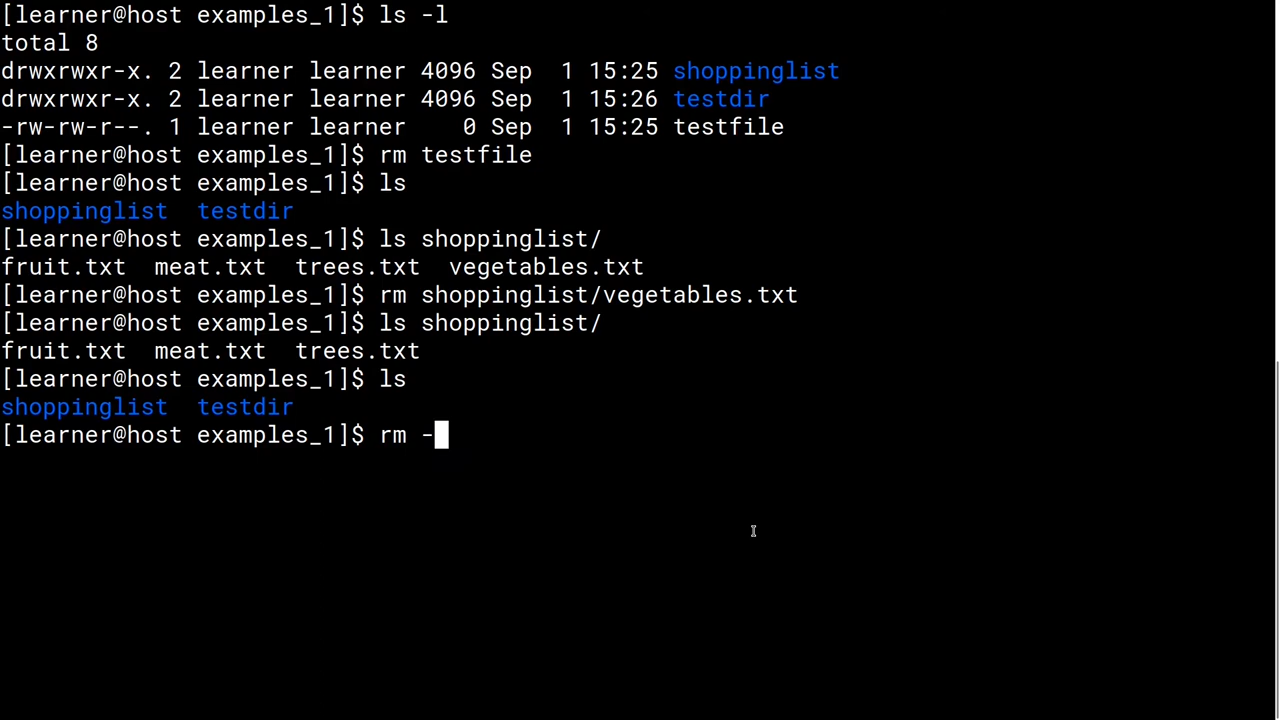 [learner@host examples_1]$ ls -l
total 8
drwxrwxr-x. 2 learner learner 4096 Sep  1 15:25 shoppinglist
drwxrwxr-x. 2 learner learner 4096 Sep  1 15:26 testdir
-rw-rw-r--. 1 learner learner    0 Sep  1 15:25 testfile
[learner@host examples_1]$ rm testfile
[learner@host examples_1]$ ls
shoppinglist  testdir
[learner@host examples_1]$ ls shoppinglist/
fruit.txt  meat.txt  trees.txt  vegetables.txt
[learner@host examples_1]$ rm shoppinglist/vegetables.txt
[learner@host examples_1]$ ls shoppinglist/
fruit.txt  meat.txt  trees.txt
[learner@host examples_1]$ ls
shoppinglist  testdir
[learner@host examples_1]$ rm -